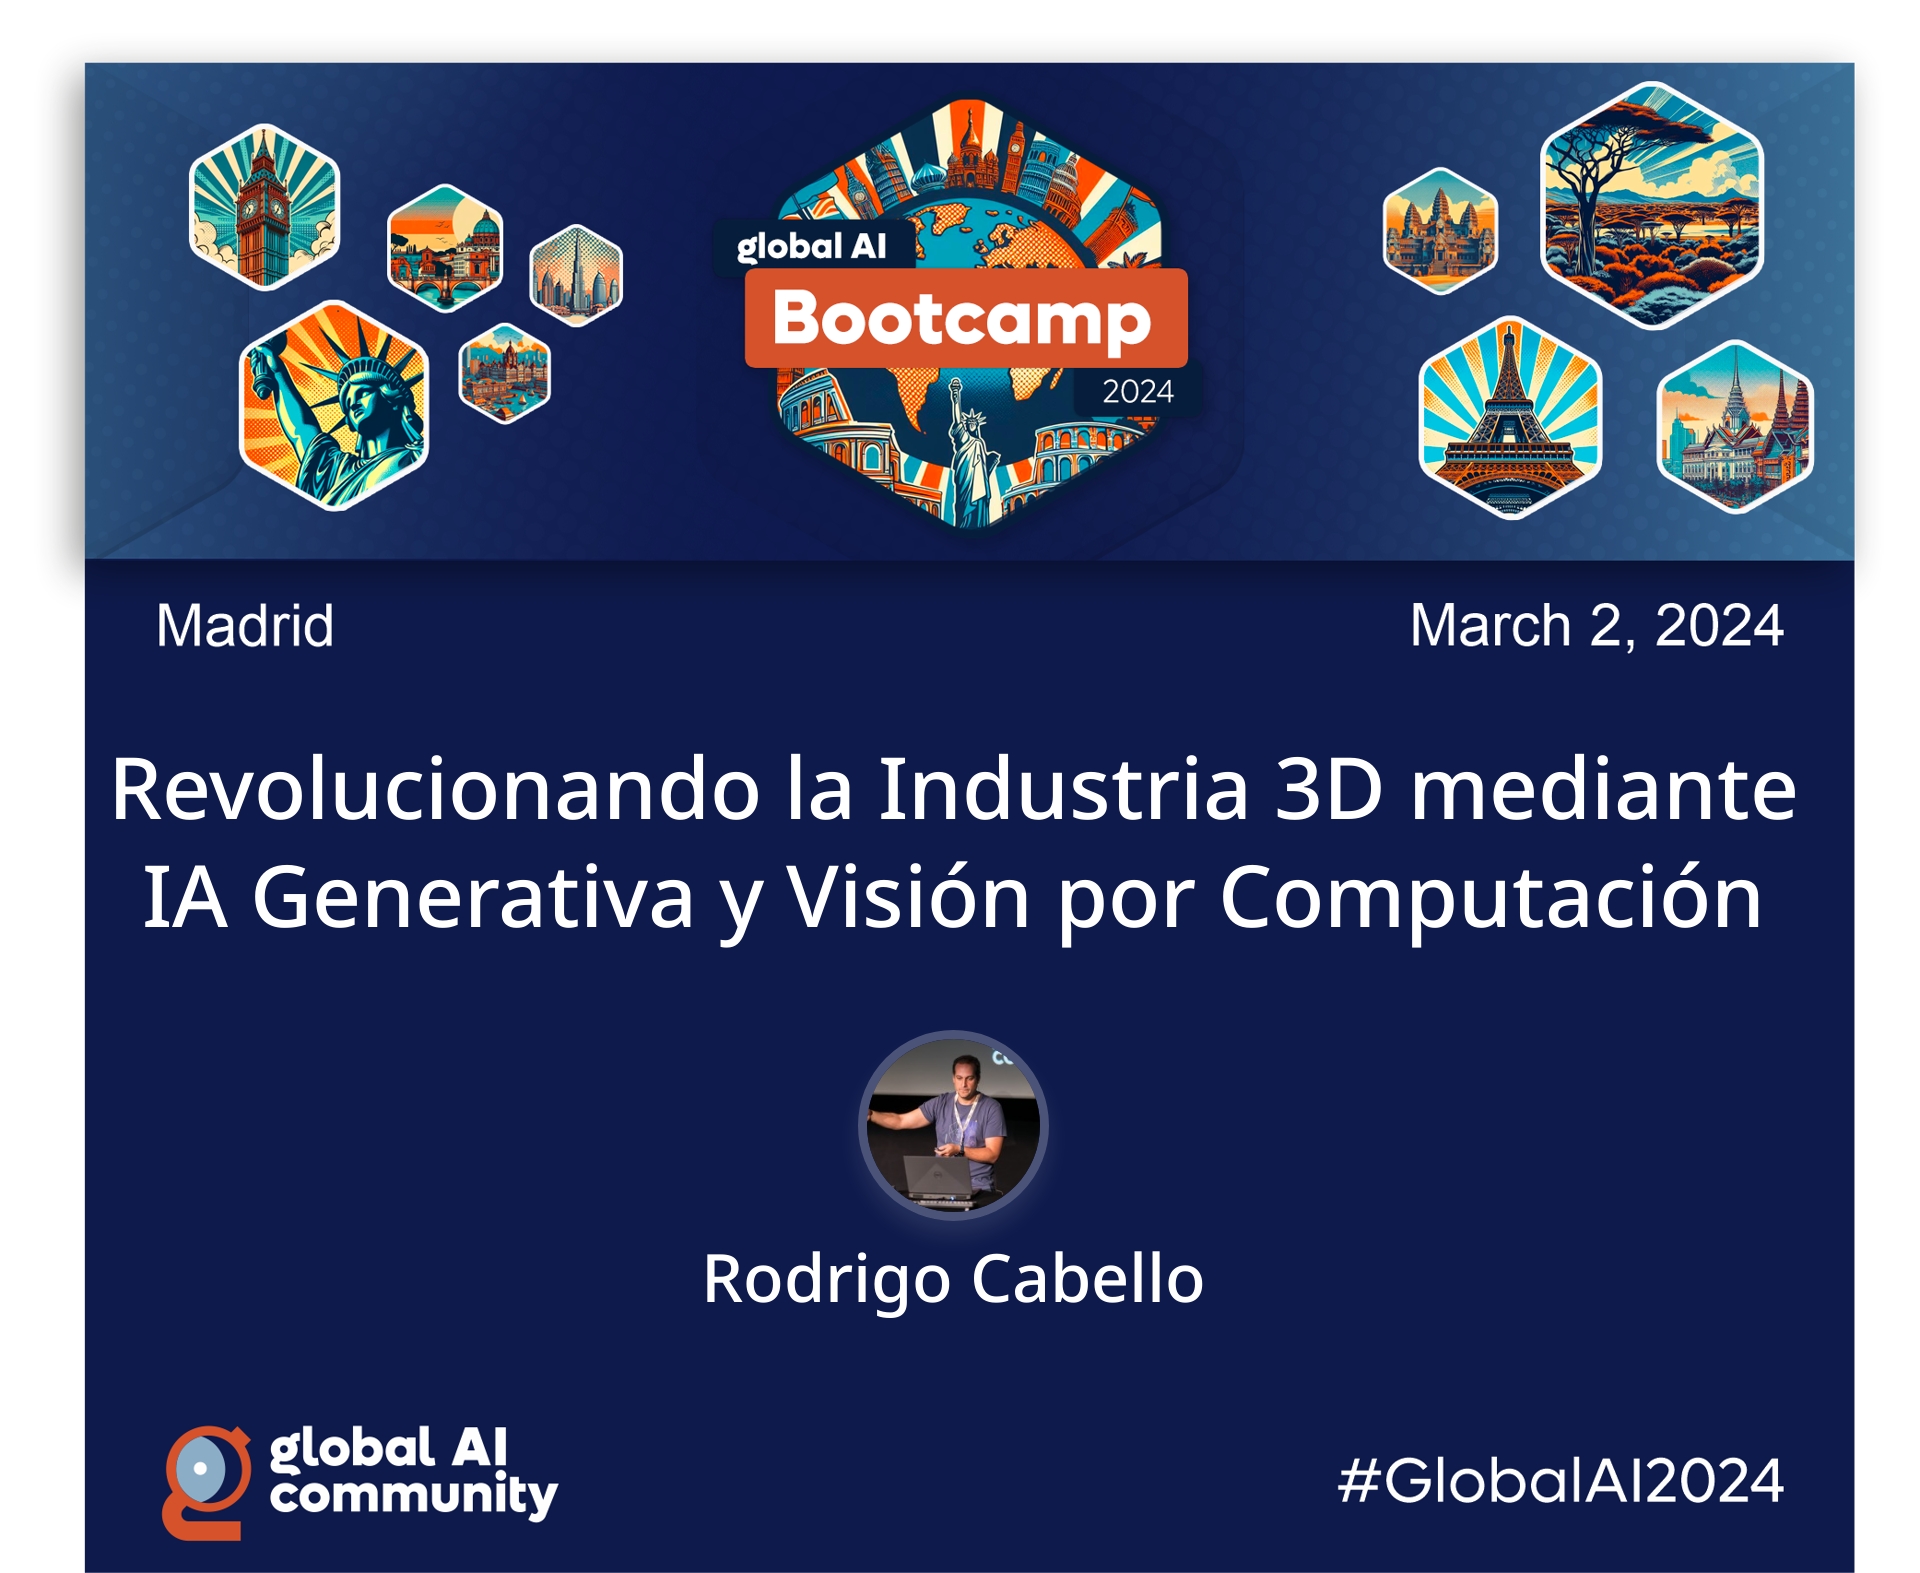 global AI
Bootcamp
2024
Madrid
March 2, 2024
Revolucionando la Industria 3D mediante
IA Generativa y Visión por Computación
Rodrigo Cabello
global AI
community
#GlobalAI2024